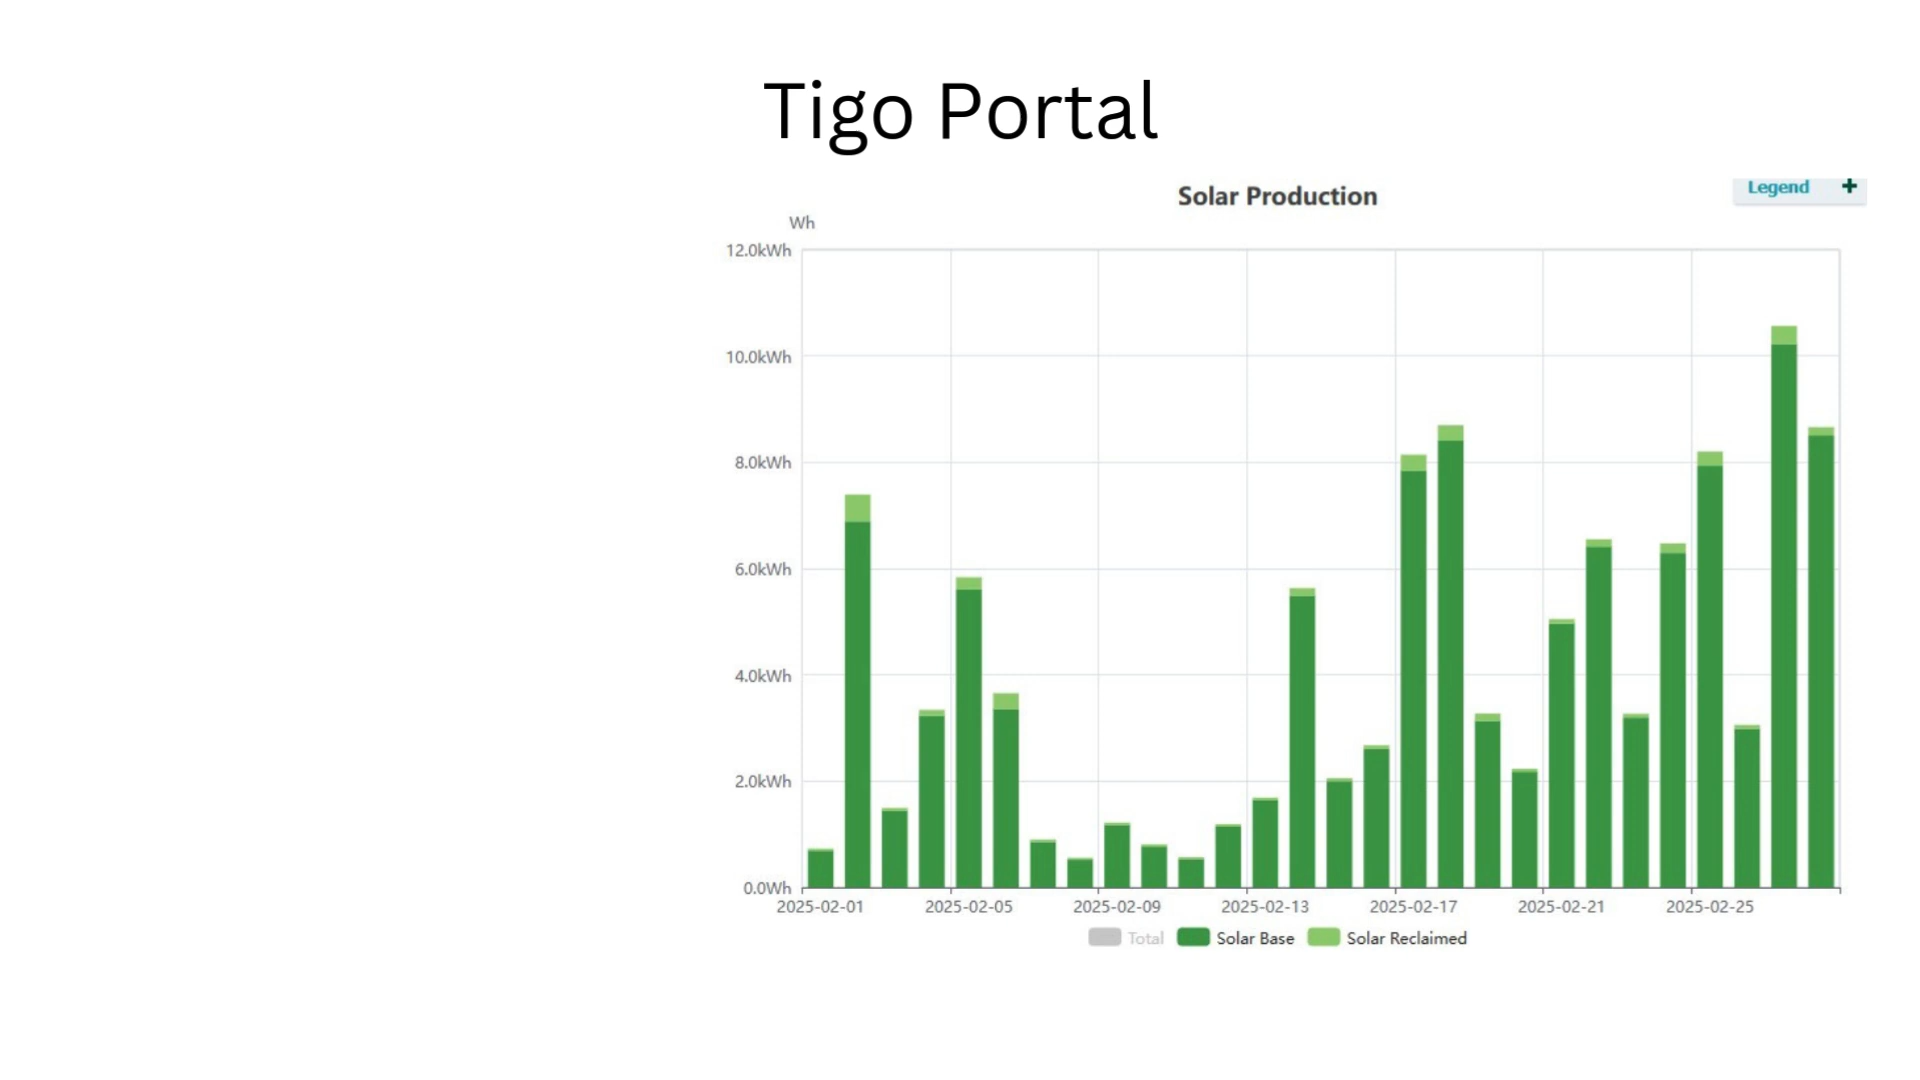 Tigo Portal
Solar Production
Legend +
Wh
12.0kWh
10.0kWh
8.0kWh
6.0kWh
4.0kWh
2.0kWh
0.0Wh
2025-02-01 2025-02-05 2025-02-09 2025-02-13 2025-02-17 2025-02-21 2025-02-25
Total Solar Base Solar Reclaimed